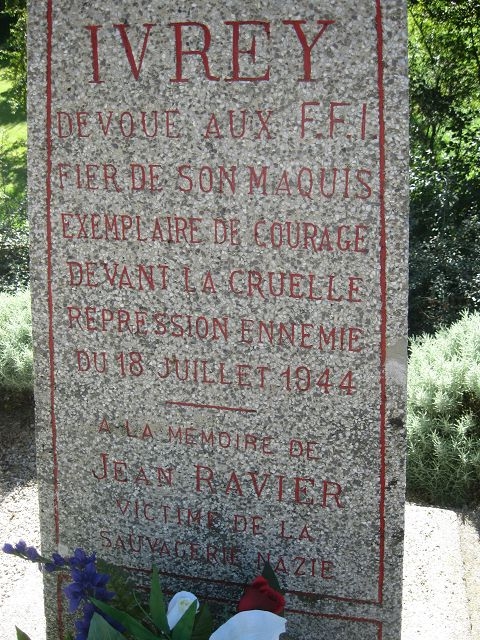 IVREY
DEVOUE AUX F.F.I
FIER DE SON MAQUIS
EXEMPLAIRE DE COURAGE
DEVANT LA CRUELLE
REPRESSION ENNEMIE
DU 18 JUILLET 1944
A LA MEMOIRE DE
JEAN RAVIER
VICTIME DE LA
SAUVAGERIE NAZIE